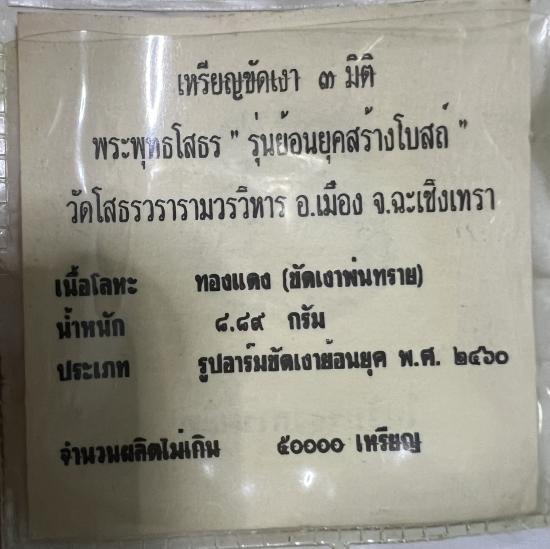 เหรียญขัดเงา ๓ มิติ
พระพุทธโสธร " รุ่นย้อนยุคสร้างโบสถ์ "
วัดโสธรวรารามวรวิหาร อ.เมือง จ.ฉะเชิงเทรา
เนื้อโลหะ ทองแดง (ขัดเงาพ่นทราย)
น้ำหนัก ๘.๘๙ กรัม
ประเภท รูปอาร์มขัดเงาย้อนยุค พ.ศ. ๒๔๖๐
จำนวนผลิตไม่เกิน ๕๐๐๐๐ เหรียญ